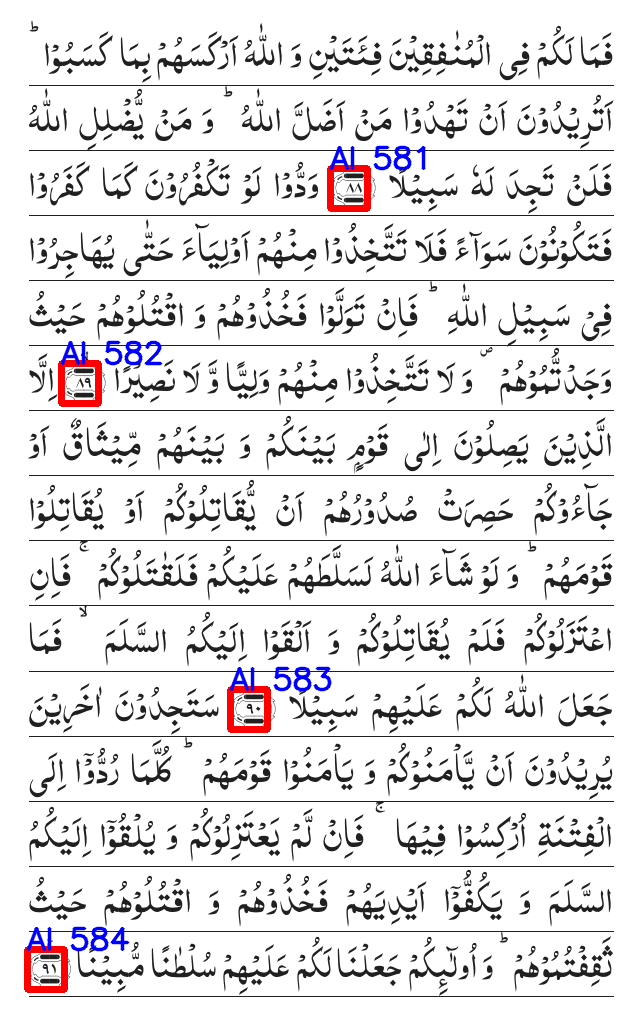 فَمَا لَكُمۡ فِى الۡمُنٰفِقِيۡنَ فِئَـتَيۡنِ وَ اللّٰهُ اَرۡكَسَهُمۡ بِمَا كَسَبُوۡا ؕ
اَ تُرِيۡدُوۡنَ اَنۡ تَهۡدُوۡا مَنۡ اَضَلَّ اللّٰهُ ؕ وَ مَنۡ يُّضۡلِلِ اللّٰهُ
AI 581
فَلَنۡ تَجِدَ لَهٗ سَبِيۡلًا ﴿۸۸﴾ وَدُّوۡا لَوۡ تَكۡفُرُوۡنَ كَمَا كَفَرُوۡا
فَتَكُوۡنُوۡنَ سَوَآءً فَلَا تَتَّخِذُوۡا مِنۡهُمۡ اَوۡلِيَآءَ حَتّٰى يُهَاجِرُوۡا
فِىۡ سَبِيۡلِ اللّٰهِ ؕ فَاِنۡ تَوَلَّوۡا فَخُذُوۡهُمۡ وَ اقۡتُلُوۡهُمۡ حَيۡثُ
AI 582
وَجَدْتُّمُوۡهُمۡ ۖ وَ لَا تَتَّخِذُوۡا مِنۡهُمۡ وَلِيًّا وَّ لَا نَصِيۡرًا ﴿۸۹﴾ اِلَّا
الَّذِيۡنَ يَصِلُوۡنَ اِلٰى قَوۡمٍۭ بَيۡنَكُمۡ وَ بَيۡنَهُمۡ مِّيۡثَاقٌ اَوۡ
جَآءُوۡكُمۡ حَصِرَتۡ صُدُوۡرُهُمۡ اَنۡ يُّقَاتِلُوۡكُمۡ اَوۡ يُقَاتِلُوۡا
قَوۡمَهُمۡ ؕ وَ لَوۡ شَآءَ اللّٰهُ لَسَلَّطَهُمۡ عَلَيۡكُمۡ فَلَقٰتَلُوۡكُمۡ ۚ فَاِنِ
اعۡتَزَلُوۡكُمۡ فَلَمۡ يُقَاتِلُوۡكُمۡ وَ اَلۡقَوۡا اِلَيۡكُمُ السَّلَمَ ۙ فَمَا
AI 583
جَعَلَ اللّٰهُ لَكُمۡ عَلَيۡهِمۡ سَبِيۡلًا ﴿۹۰﴾ سَتَجِدُوۡنَ اٰخَرِيۡنَ
يُرِيۡدُوۡنَ اَنۡ يَّاۡمَنُوۡكُمۡ وَ يَاۡمَنُوۡا قَوۡمَهُمۡ ؕ كُلَّمَا رُدُّوۡۤا اِلَى
الۡفِتۡنَةِ اُرۡكِسُوۡا فِيۡهَا ۚ فَاِنۡ لَّمۡ يَعۡتَزِلُوۡكُمۡ وَ يُلۡقُوۡۤا اِلَيۡكُمُ
السَّلَمَ وَ يَكُفُّوۡۤا اَيۡدِيَهُمۡ فَخُذُوۡهُمۡ وَ اقۡتُلُوۡهُمۡ حَيۡثُ
AI 584
ثَقِفۡتُمُوۡهُمۡ ؕ وَ اُولٰٓئِكُمۡ جَعَلۡنَا لَكُمۡ عَلَيۡهِمۡ سُلۡطٰنًا مُّبِيۡنًا ﴿۹۱﴾